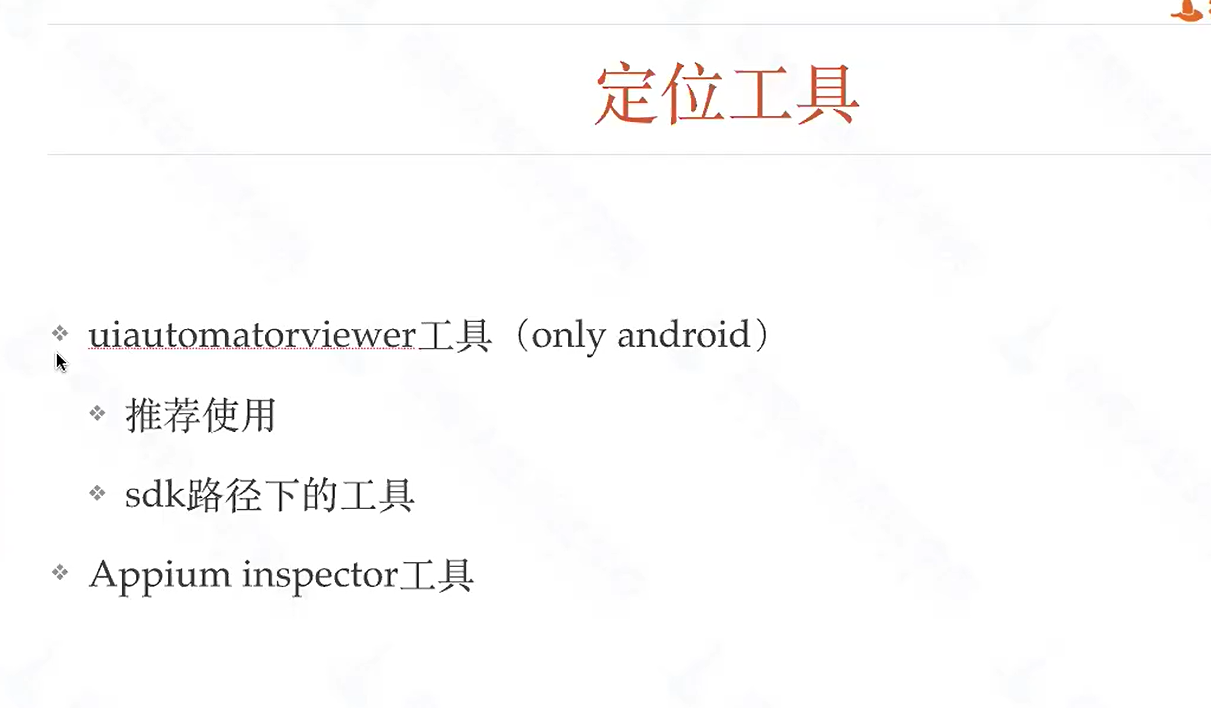 定位工具
uiautomatorviewer工具（only android）
推荐使用
sdk路径下的工具
Appium inspector工具